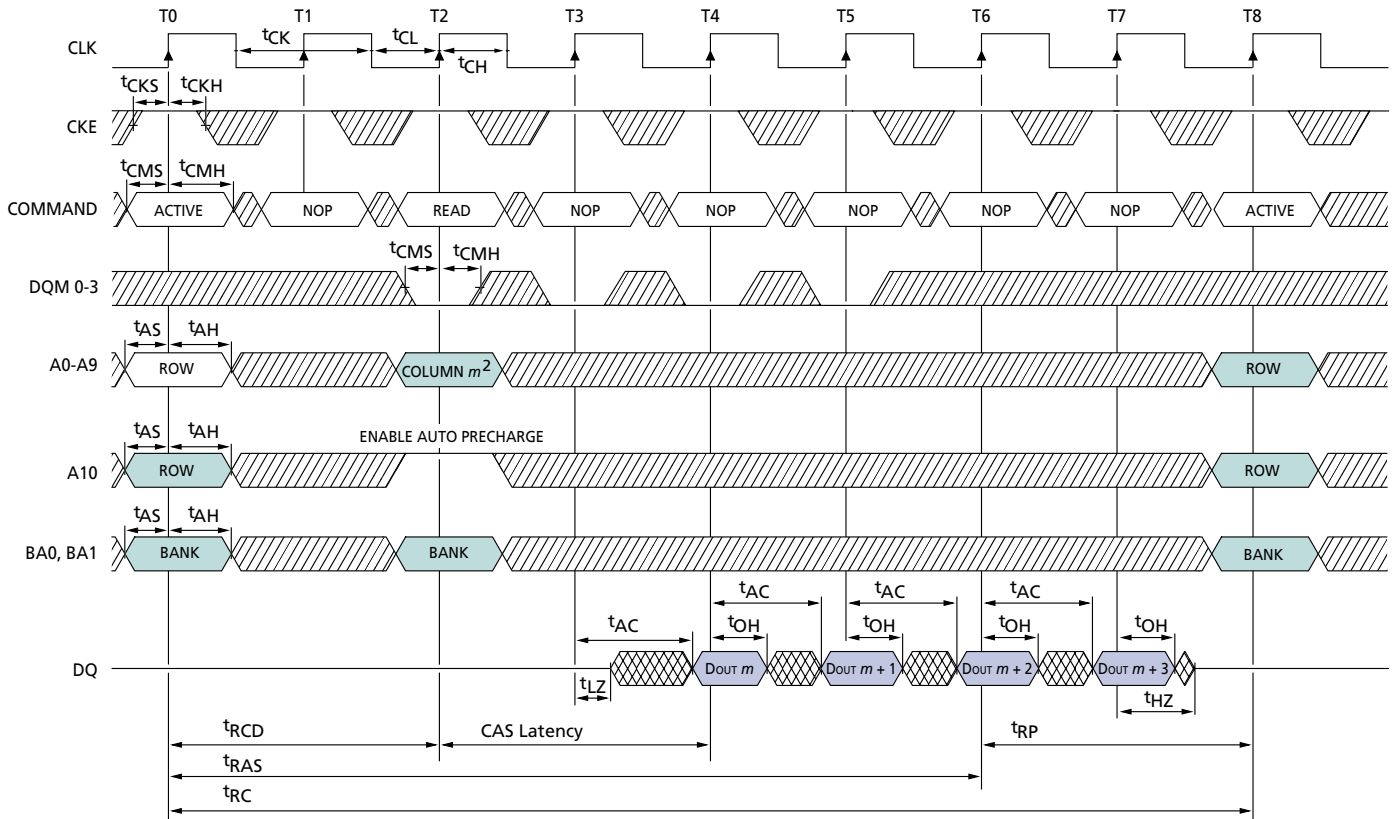 T0 T1 T2 T3 T4 T5 T6 T7 T8
CLK tCK tCL tCH
tCKS tCKH
CKE
tCMS tCMH
COMMAND ACTIVE NOP READ NOP NOP NOP NOP NOP ACTIVE
tCMS tCMH
DQM 0-3
tAS tAH
A0-A9 ROW COLUMN m2 ROW
tAS tAH ENABLE AUTO PRECHARGE
A10 ROW ROW
tAS tAH
BA0, BA1 BANK BANK BANK
tAC tAC tAC
tAC tOH tOH tOH tOH
DQ DOUT m DOUT m + 1 DOUT m + 2 DOUT m + 3
tLZ tHZ
tRCD CAS Latency tRP
tRAS
tRC